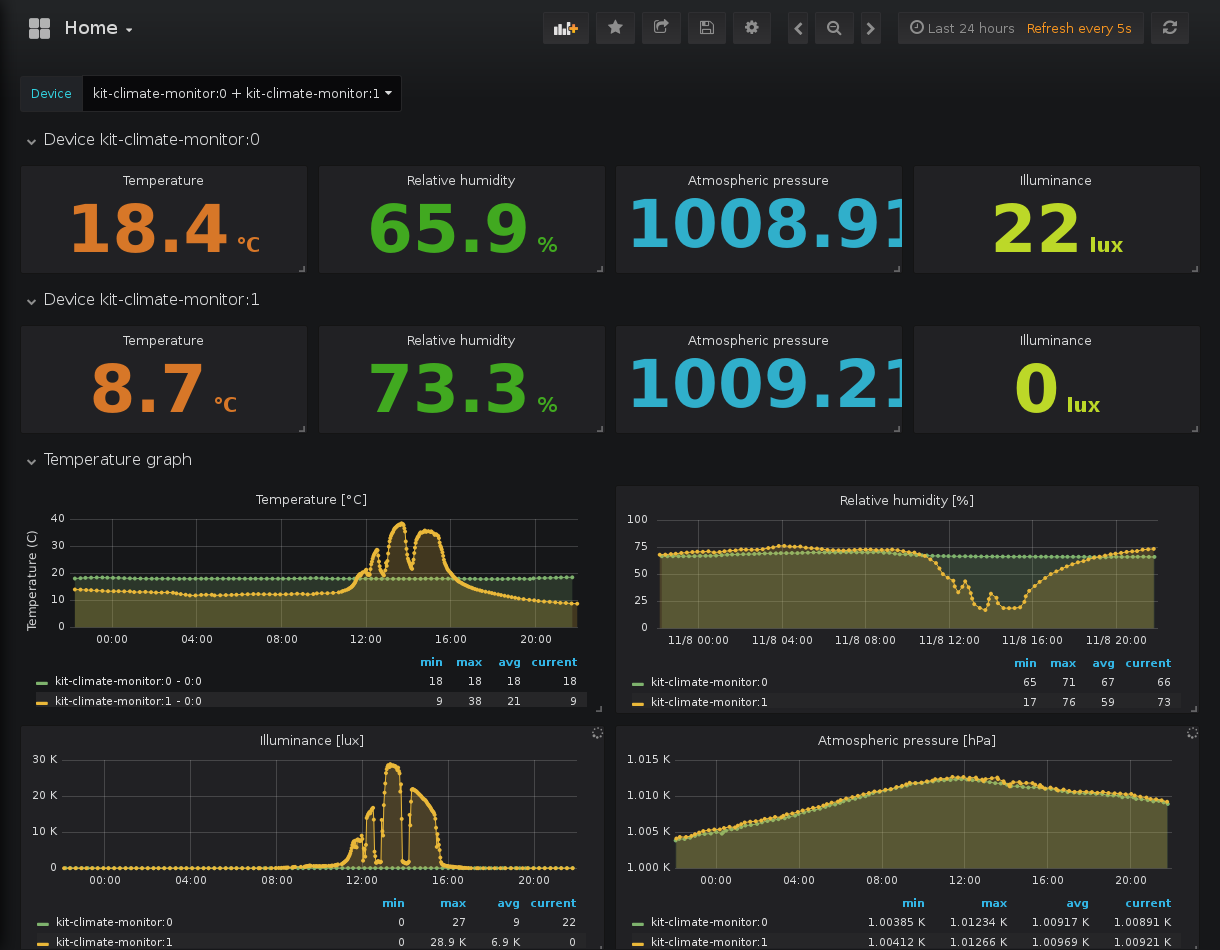 Home
Last 24 hours Refresh every 5s
Device kit-climate-monitor:0 + kit-climate-monitor:1
Device kit-climate-monitor:0
Temperature Relative humidity Atmospheric pressure Illuminance
18.4 °C 65.9 % 1008.91 22 lux
Device kit-climate-monitor:1
Temperature Relative humidity Atmospheric pressure Illuminance
8.7 °C 73.3 % 1009.21 0 lux
Temperature graph
Temperature [°C]
Temperature (C)
40
30
20
10
0
00:00 04:00 08:00 12:00 16:00 20:00
min max avg current
kit-climate-monitor:0 - 0:0 18 18 18 18
kit-climate-monitor:1 - 0:0 9 38 21 9
Relative humidity [%]
100
75
50
25
0
11/8 00:00 11/8 04:00 11/8 08:00 11/8 12:00 11/8 16:00 11/8 20:00
min max avg current
kit-climate-monitor:0 65 71 67 66
kit-climate-monitor:1 17 76 59 73
Illuminance [lux]
30 K
20 K
10 K
0
00:00 04:00 08:00 12:00 16:00 20:00
min max avg current
kit-climate-monitor:0 0 27 9 22
kit-climate-monitor:1 0 28.9 K 6.9 K 0
Atmospheric pressure [hPa]
1.015 K
1.010 K
1.005 K
1.000 K
00:00 04:00 08:00 12:00 16:00 20:00
min max avg current
kit-climate-monitor:0 1.00385 K 1.01234 K 1.00917 K 1.00891 K
kit-climate-monitor:1 1.00412 K 1.01266 K 1.00969 K 1.00921 K